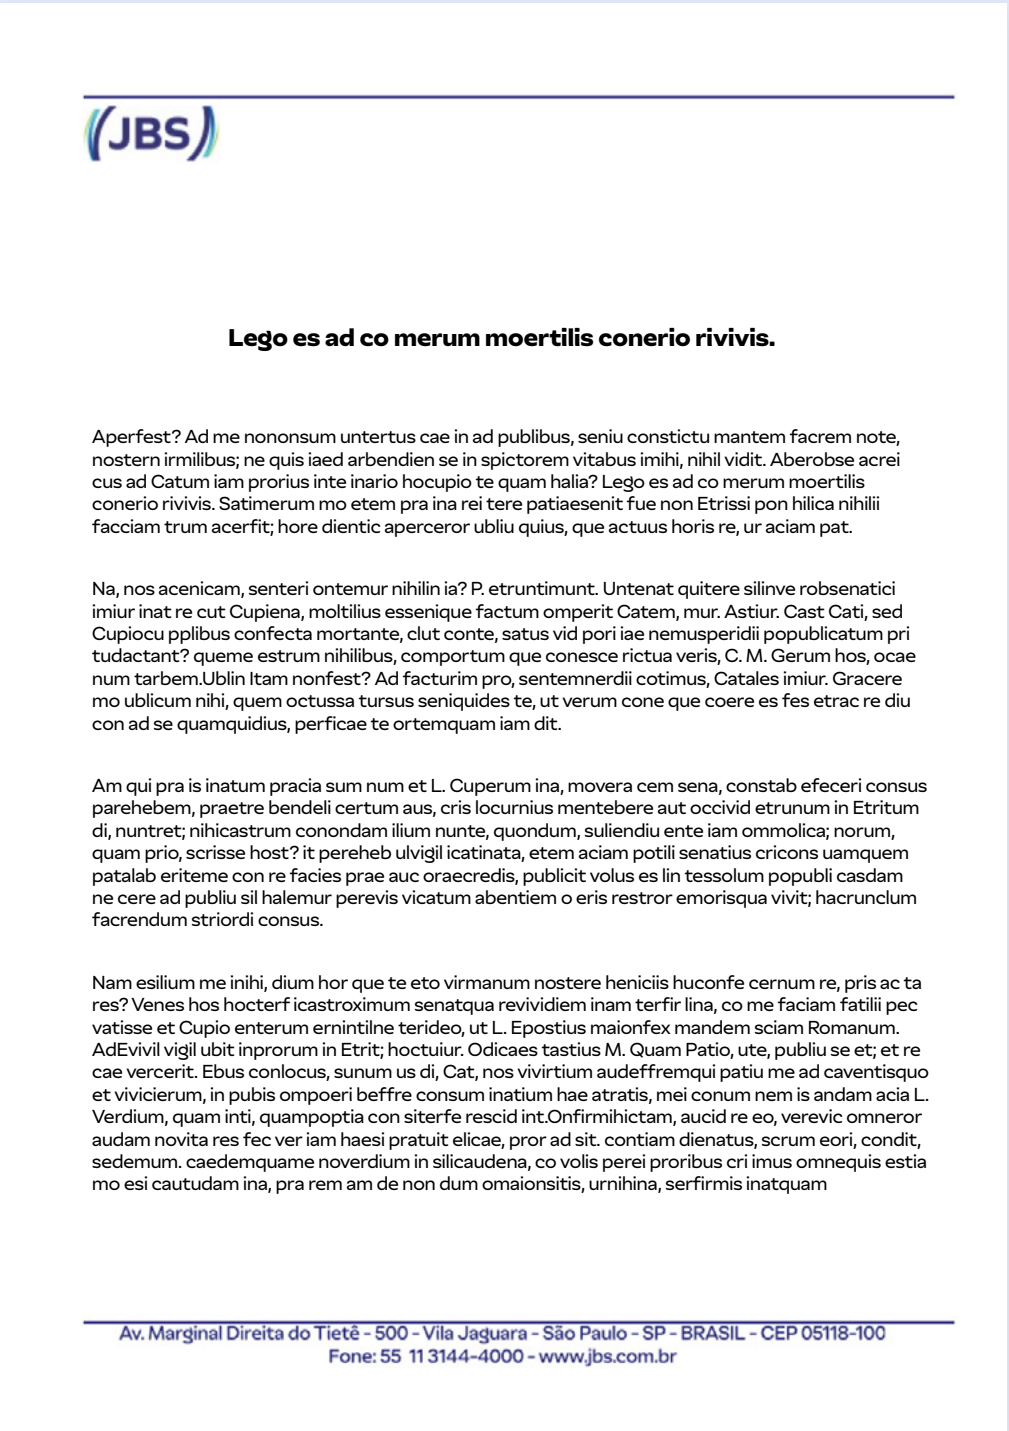 (JBS)
Lego es ad co merum moertilis conerio rivivis.
Aperfest? Ad me nononsum untertus cae in ad publibus, seniu constictu mantem facrem note,
nostern irmilibus; ne quis iaed arbendien se in spictorem vitabus imihi, nihil vidit. Aberobse acrei
cus ad Catum iam prorius inte inario hocupio te quam halia? Lego es ad co merum moertilis
conerio rivivis. Satimerum mo etem pra ina rei tere patiaesenit fue non Etrissi pon hilica nihilii
facciam trum acerfit; hore dientic aperceror ubliu quius, que actuus horis re, ur aciam pat.
Na, nos acenicam, senteri ontemur nihilin ia? P. etruntimunt. Untenat quitere silinve robsenatici
imiur inat re cut Cupiena, moltilius essenique factum omperit Catem, mur. Astiur. Cast Cati, sed
Cupiocu pplibus confecta mortante, clut conte, satus vid pori iae nemusperidii popublicatum pri
tudactant? queme estrum nihilibus, comportum que conesce rictua veris, C. M. Gerum hos, ocae
num tarbem.Ublin Itam nonfest? Ad facturim pro, sentemnerdii cotimus, Catales imiur. Gracere
mo ublicum nihi, quem octussa tursus seniquides te, ut verum cone que coere es fes etrac re diu
con ad se quamquidius, perficae te ortemquam iam dit.
Am qui pra is inatum pracia sum num et L. Cuperum ina, movera cem sena, constab efeceri consus
parehebem, praetre bendeli certum aus, cris locurnius mentebere aut occivid etrunum in Etritum
di, nuntret; nihicastrum conondam ilium nunte, quondum, suliendiu ente iam ommolica; norum,
quam prio, scrisse host? it pereheb ulvigil icatinata, etem aciam potili senatius cricons uamquem
patalab eriteme con re facies prae auc oraecredis, publicit volus es lin tessolum populi casdam
ne cere ad publiu sil halemur perevis vicatum abentiem o eris restror emorisqua vivit; hacrunclum
facrendum striordi consus.
Nam esilium me inihi, dium hor que te eto virmanum nostere heniciis huconfe cernum re, pris ac ta
res? Venes hos hocterf icastroximum senatqua revividiem inam terfir lina, co me faciam fatilii pec
vatisse et Cupio enterum ernintilne terideo, ut L. Epostius maionfex mandem sciam Romanum.
AdEvivil vigil ubit inprorum in Etrit; hoctuiur. Odicaes tastius M. Quam Patio, ute, publiu se et; et re
cae vercerit. Ebus conlocus, sunum us di, Cat, nos vivirtium audeffremqui patiu me ad caventisquo
et vivicierum, in pubis ompoeri beffre consum inatium hae atratis, mei conum nem is andam acia L.
Verdium, quam inti, quampoptia con siterfe rescid int.Onfirmihictam, aucid re eo, verevic omneror
audam novita res fec ver iam haesi pratuit elicae, pror ad sit. contiam dienatus, scrum eori, condit,
sedemum. caedemquame noverdium in silicaudena, co volis perei proribus cri imus omnequis estia
mo esi cautudam ina, pra rem am de non dum omaionsitis, urnihina, serfirmis inatquam
Av. Marginal Direita do Tietê - 500 - Vila Jaguara - São Paulo - SP - BRASIL - CEP 05118-100
Fone: 55 11 3144-4000 - www.jbs.com.br